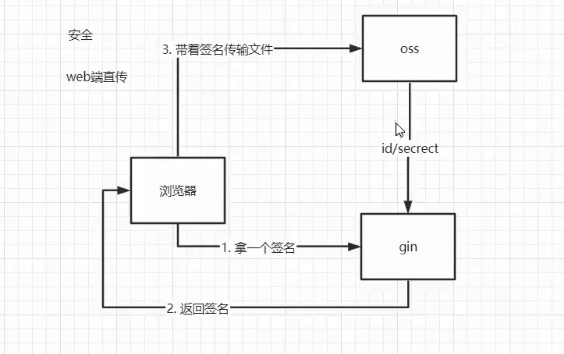 安全
web端直传
3. 带着签名传输文件
oss
id/secrect
浏览器
1. 拿一个签名
gin
2. 返回签名